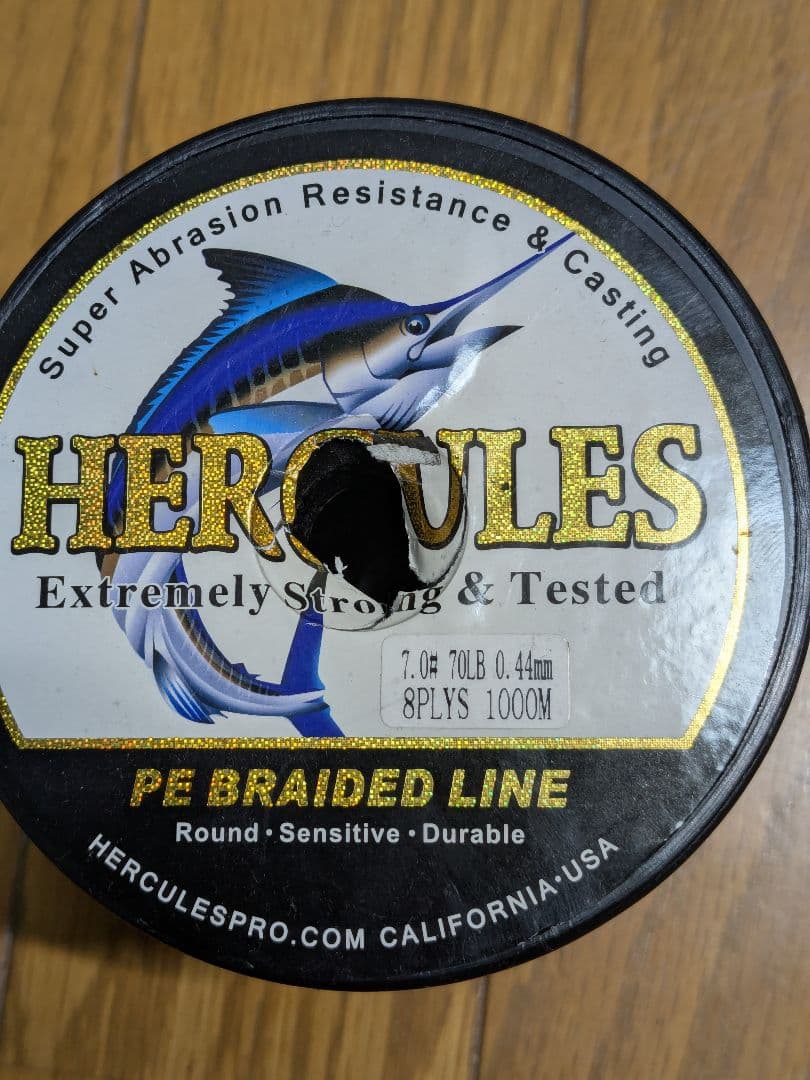 Super Abrasion Resistance & Casting
HERCULES
Extremely Strong & Tested
7.0# 70LB 0.44mm
8PLYS 1000M
PE BRAIDED LINE
Round · Sensitive · Durable
HERCULESPRO.COM CALIFORNIA·USA